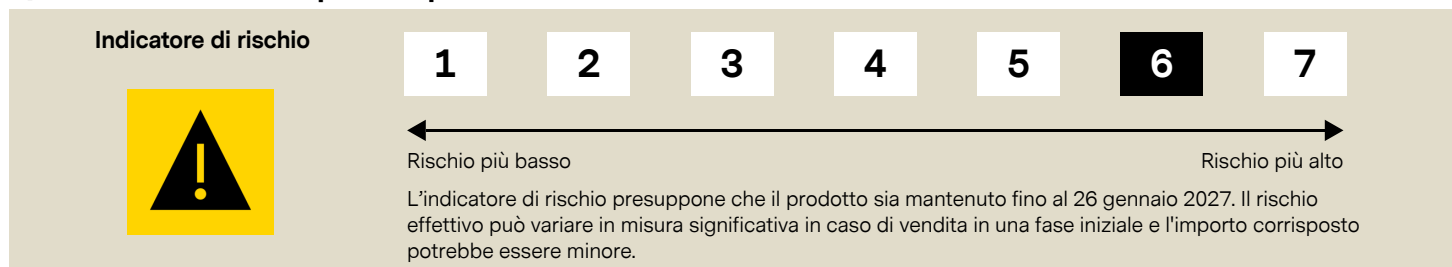 Indicatore di rischio
1 2 3 4 5 6 7
Rischio più basso Rischio più alto
L'indicatore di rischio presuppone che il prodotto sia mantenuto fino al 26 gennaio 2027. Il rischio
effettivo può variare in misura significativa in caso di vendita in una fase iniziale e l'importo corrisposto
potrebbe essere minore.